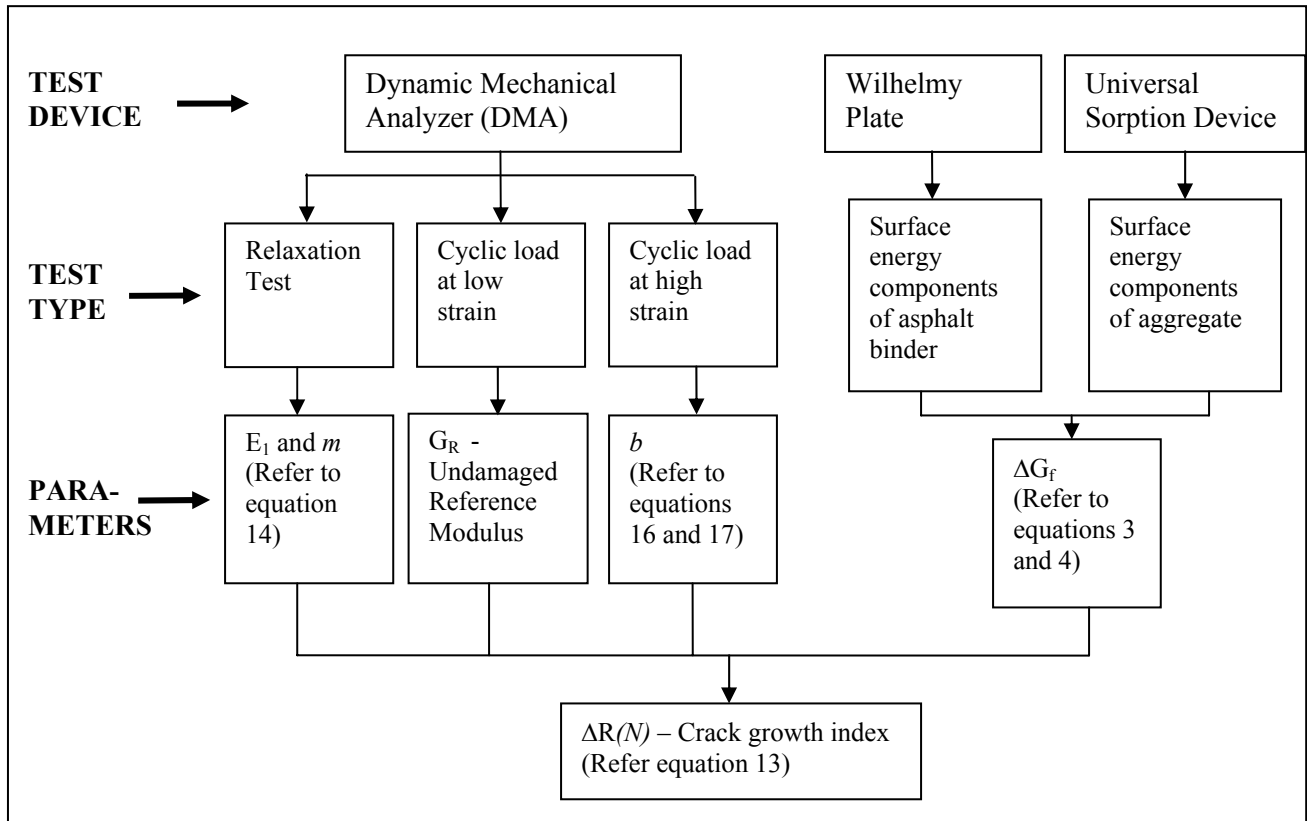 TEST
DEVICE
Dynamic Mechanical
Analyzer (DMA)
Wilhelmy
Plate
Universal
Sorption Device
TEST
TYPE
Relaxation
Test
Cyclic load
at low
strain
Cyclic load
at high
strain
Surface
energy
components
of asphalt
binder
Surface
energy
components
of aggregate
PARA-
METERS
E₁ and m
(Refer to
equation
14)
G_R -
Undamaged
Reference
Modulus
b
(Refer to
equations
16 and 17)
ΔG_f
(Refer to
equations 3
and 4)
ΔR(N) – Crack growth index
(Refer equation 13)